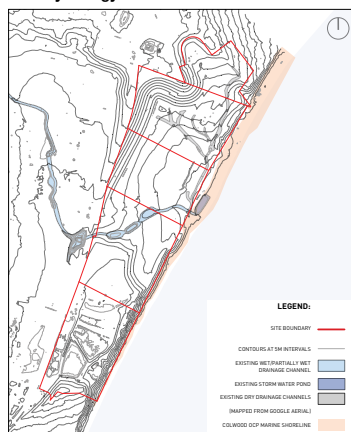 LEGEND:
SITE BOUNDARY
CONTOURS AT 5M INTERVALS
EXISTING WET/PARTIALLY WET
DRAINAGE CHANNEL
EXISTING STORM WATER POND
EXISTING DRY DRAINAGE CHANNELS
(MAPPED FROM GOOGLE AERIAL)
COLWOOD OCP MARINE SHORELINE